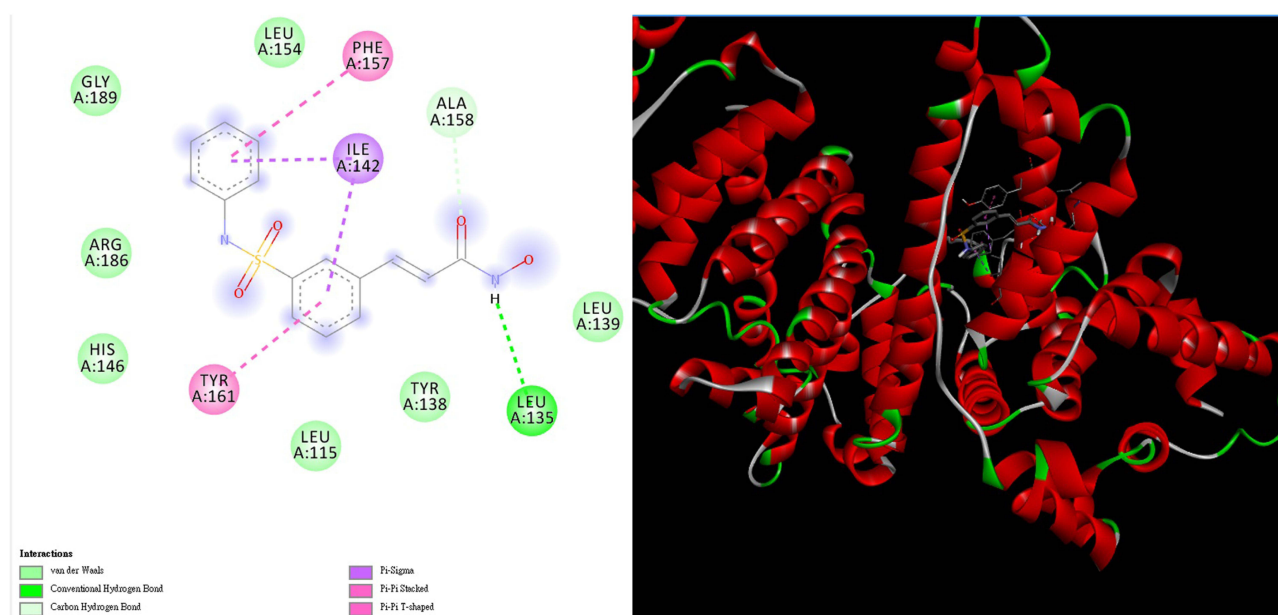 LEU
A:154
PHE
A:157
GLY
A:189
ALA
A:158
ILE
A:142
O
N
S
O
O
ARG
A:186
O
N
H
LEU
A:139
HIS
A:146
TYR
A:161
TYR
A:138
LEU
A:135
LEU
A:115
Interactions
van der Waals
Conventional Hydrogen Bond
Carbon Hydrogen Bond
Pi-Sigma
Pi-Pi Stacked
Pi-Pi T-shaped